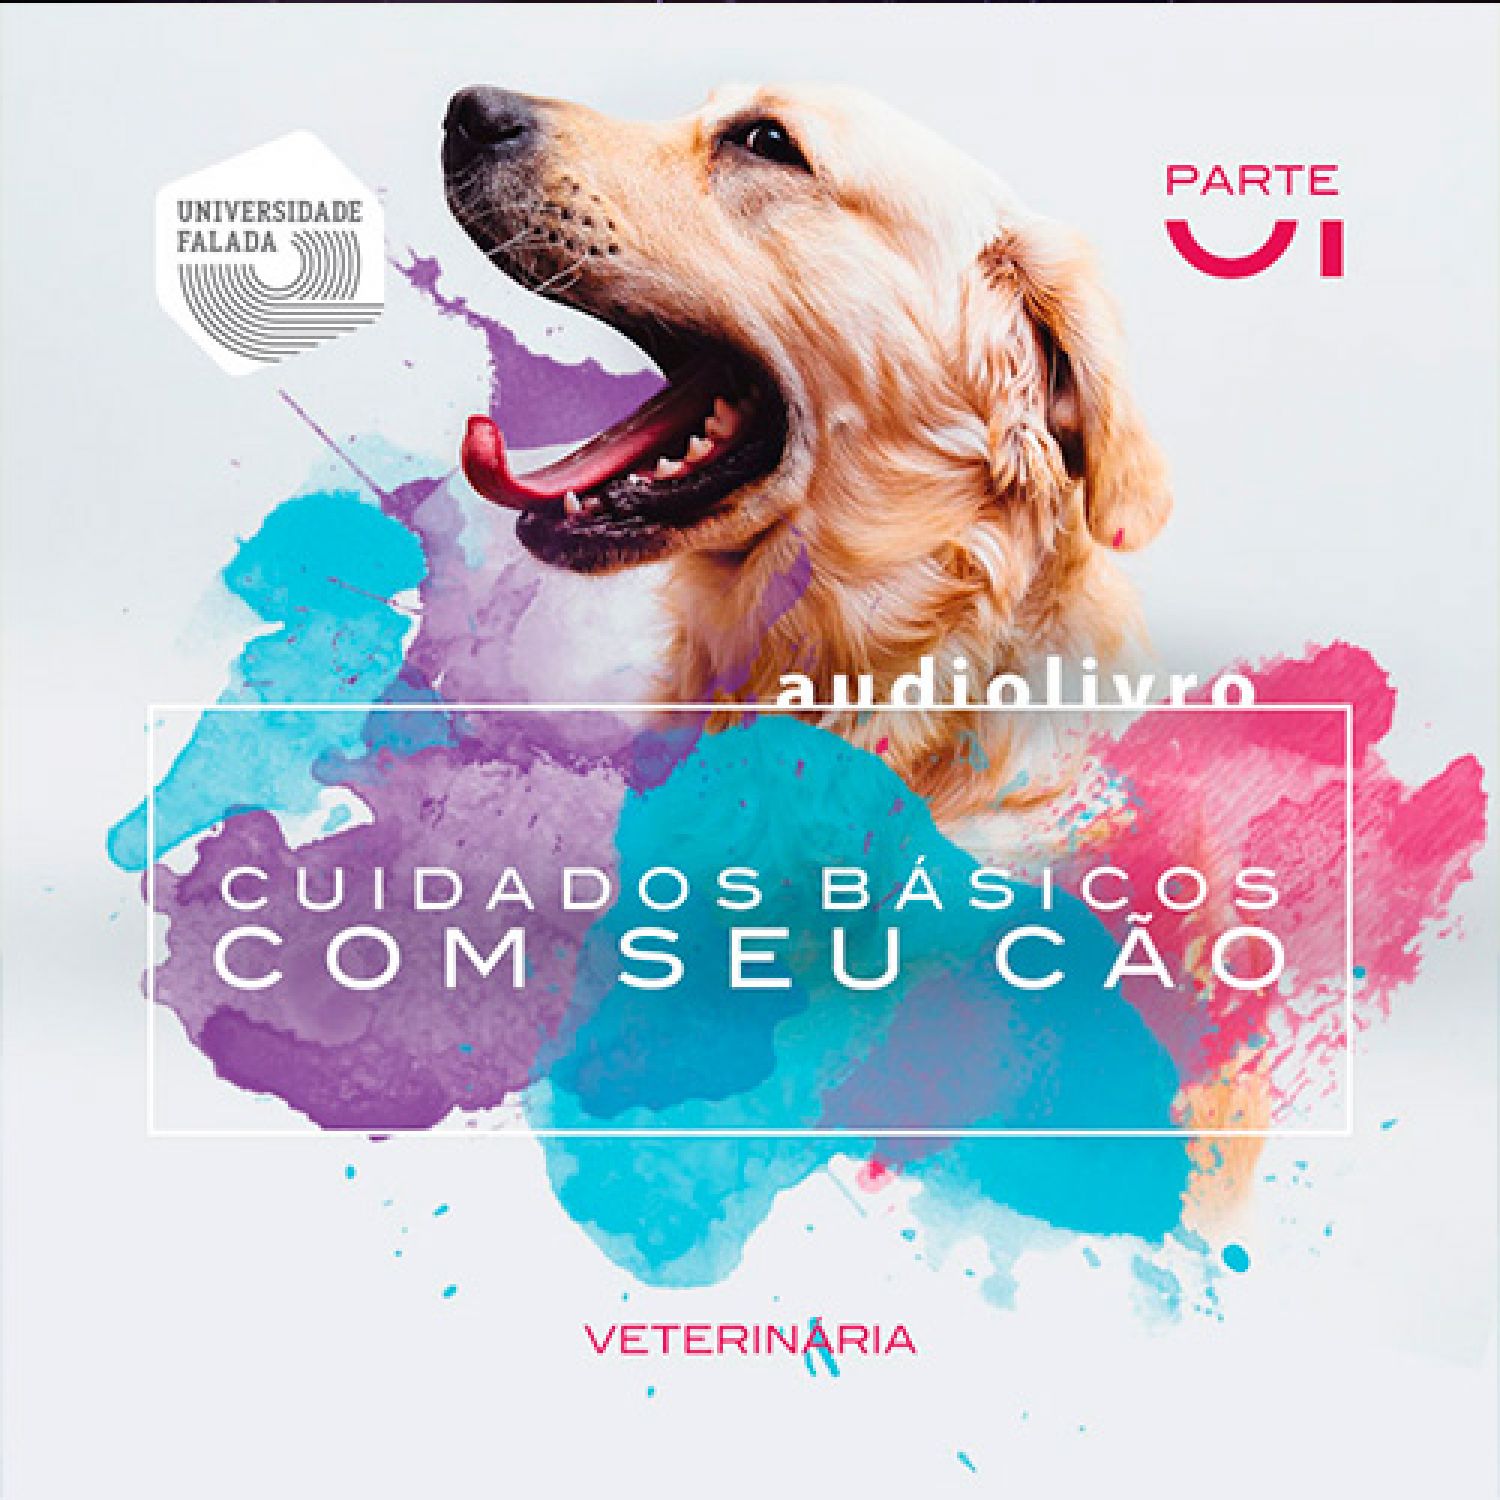 UNIVERSIDADE
FALADA
PARTE
01
audiolivro
CUIDADOS BÁSICOS
COM SEU CÃO
VETERINÁRIA